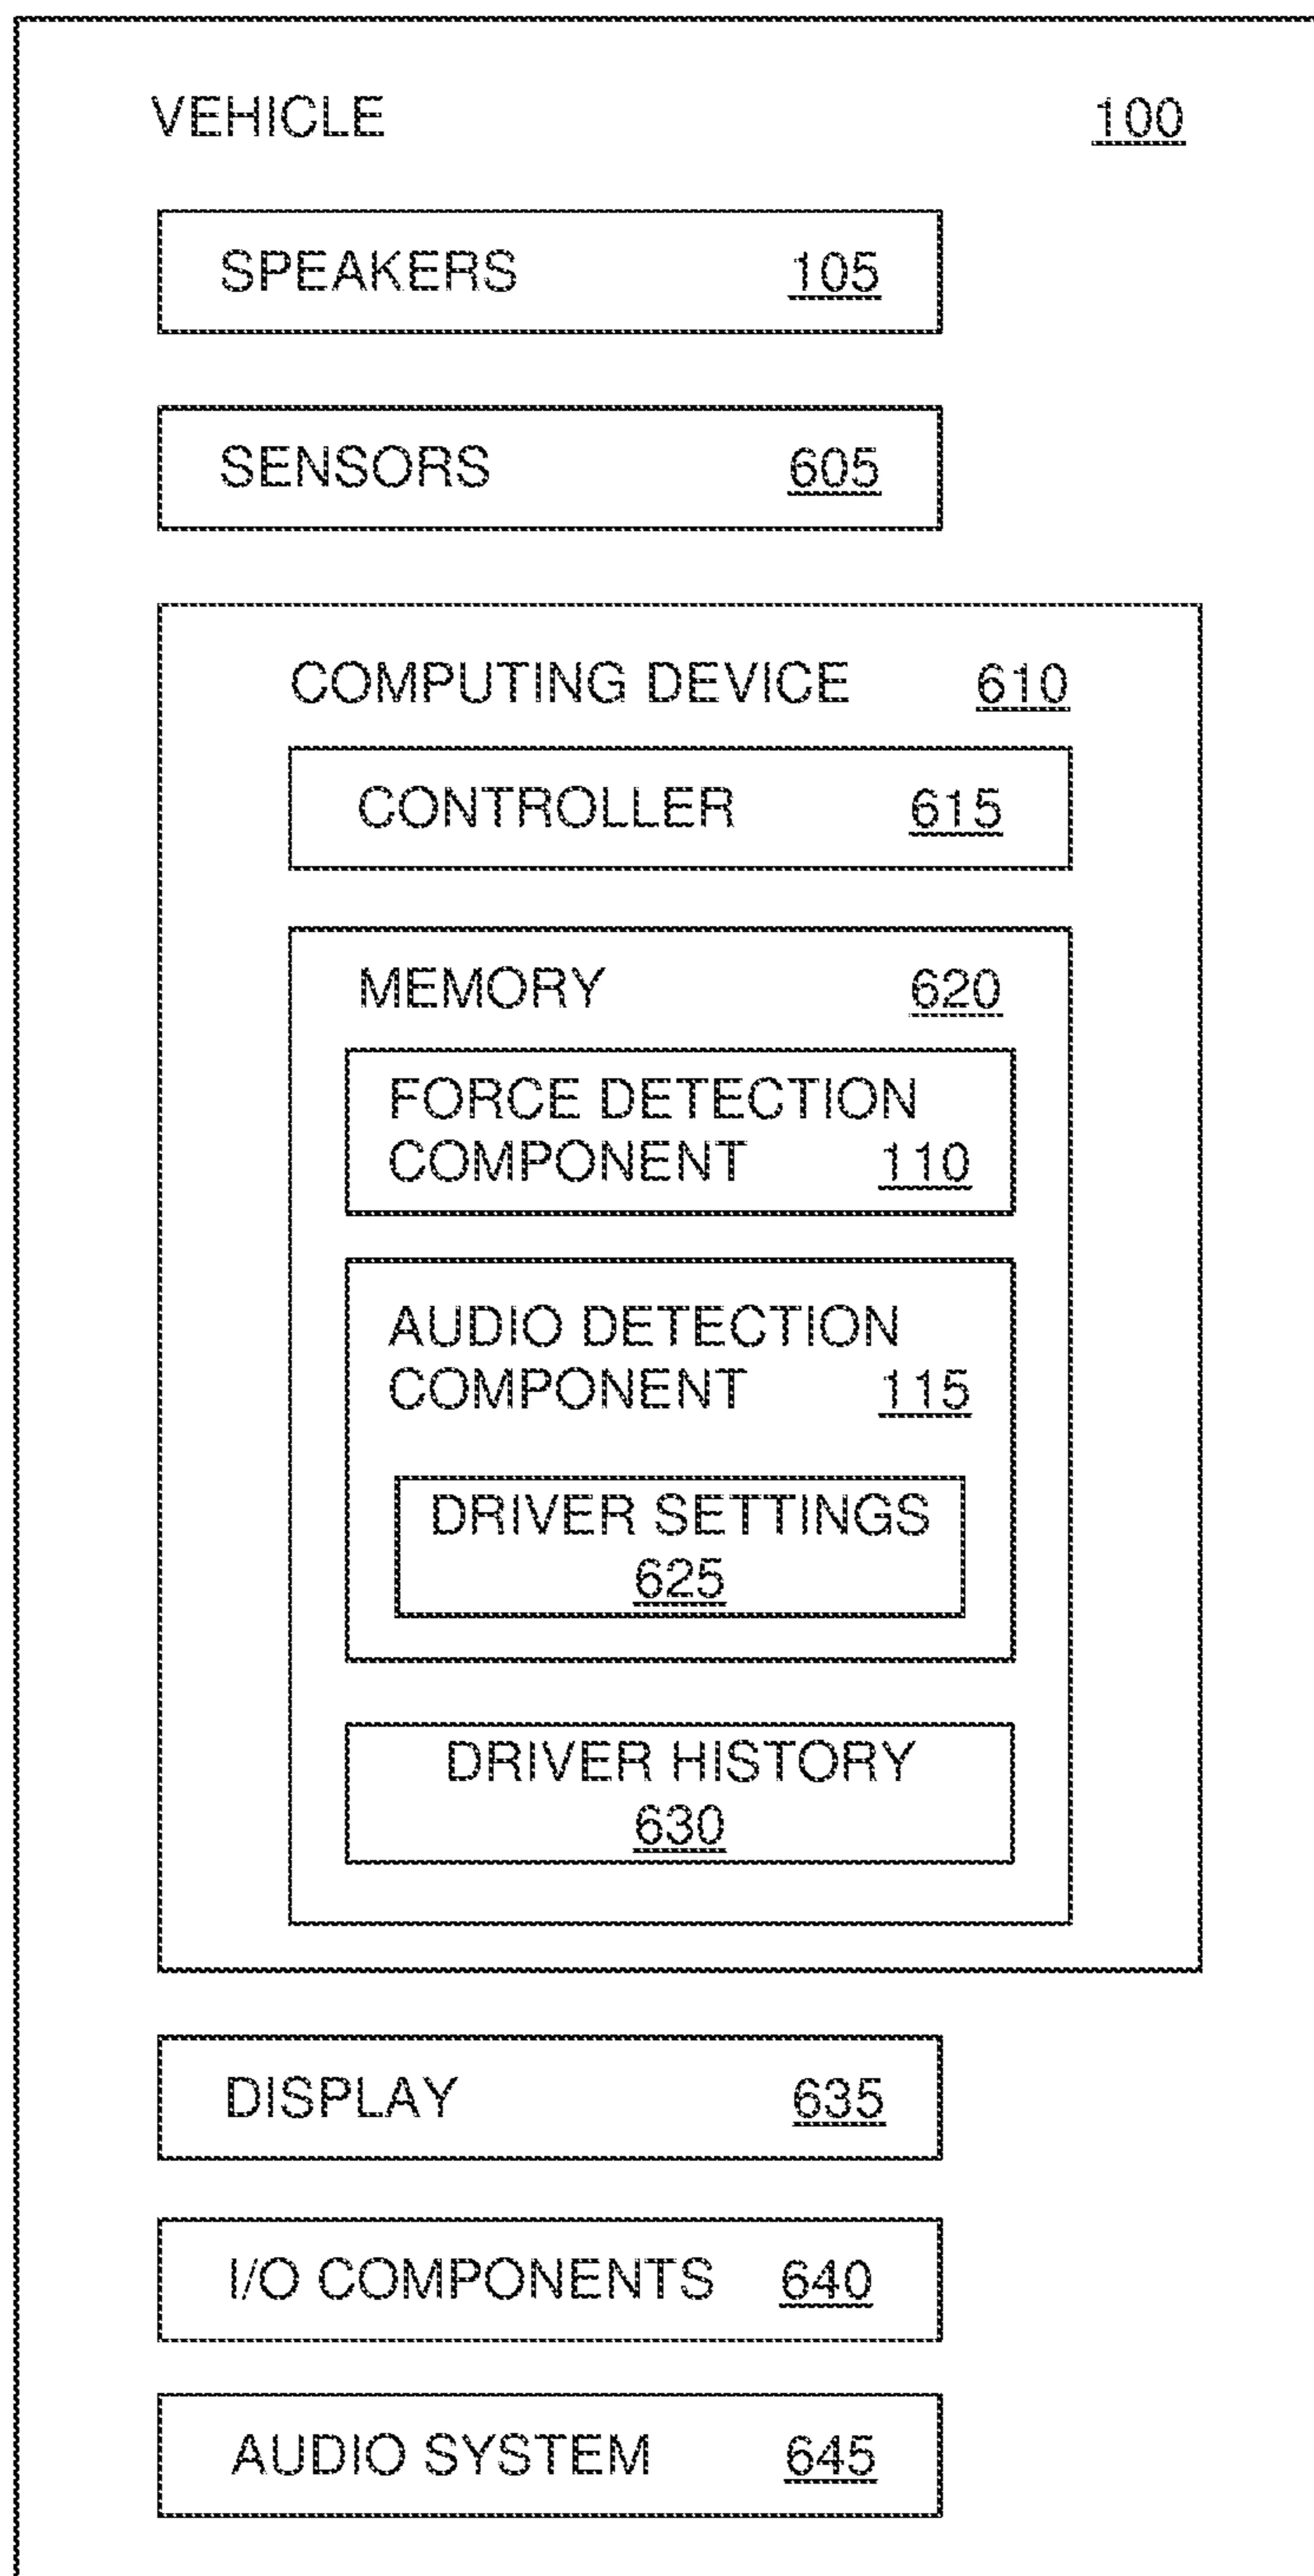 VEHICLE 100
SPEAKERS 105
SENSORS 605
COMPUTING DEVICE 610
CONTROLLER 615
MEMORY 620
FORCE DETECTION
COMPONENT 110
AUDIO DETECTION
COMPONENT 115
DRIVER SETTINGS
625
DRIVER HISTORY
630
DISPLAY 635
I/O COMPONENTS 640
AUDIO SYSTEM 645